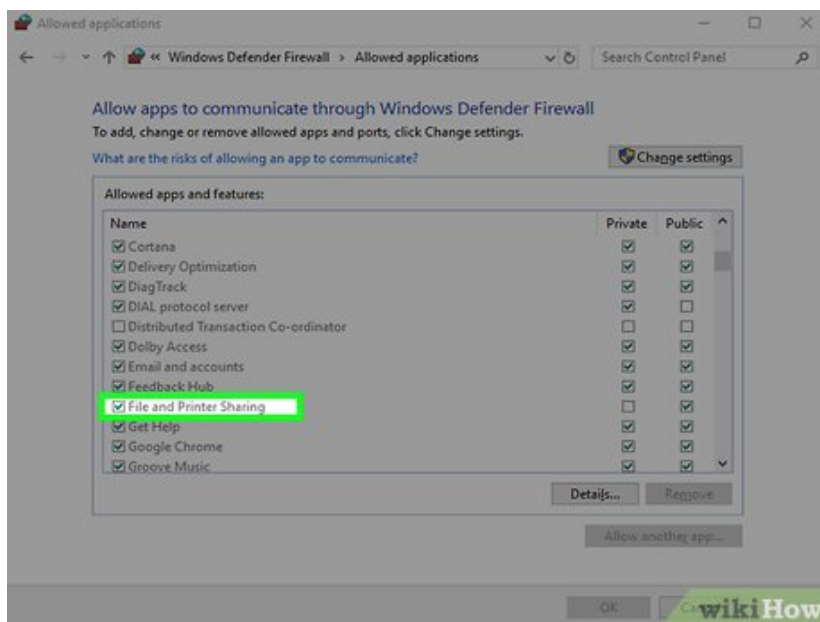 Allowed applications
« Windows Defender Firewall > Allowed applications
Search Control Panel
Allow apps to communicate through Windows Defender Firewall
To add, change or remove allowed apps and ports, click Change settings.
What are the risks of allowing an app to communicate?
Change settings
Allowed apps and features:
Name Private Public
Cortana
Delivery Optimization
DiagTrack
DIAL protocol server
Distributed Transaction Co-ordinator
Dolby Access
Email and accounts
Feedback Hub
File and Printer Sharing
Get Help
Google Chrome
Groove Music
Details... Remove
Allow another app...
OK
wikiHow